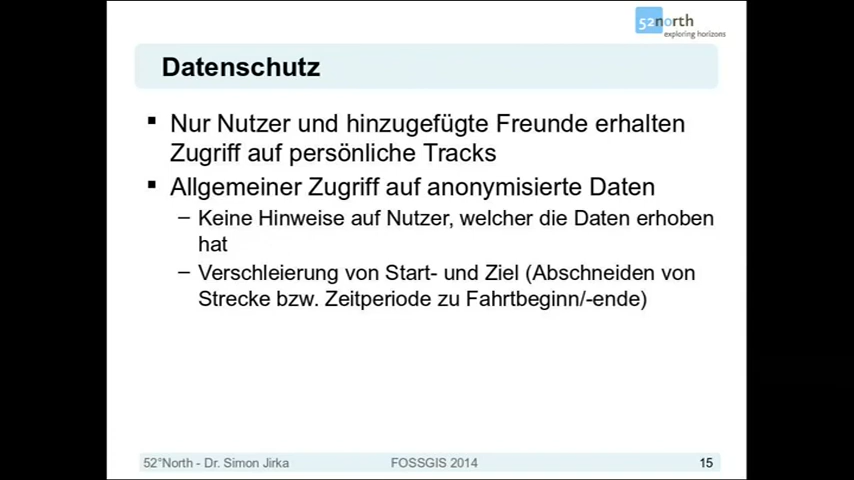 52north
exploring horizons
Datenschutz
▪ Nur Nutzer und hinzugefügte Freunde erhalten
Zugriff auf persönliche Tracks
▪ Allgemeiner Zugriff auf anonymisierte Daten
– Keine Hinweise auf Nutzer, welcher die Daten erhoben
hat
– Verschleierung von Start- und Ziel (Abschneiden von
Strecke bzw. Zeitperiode zu Fahrtbeginn/-ende)
52°North - Dr. Simon Jirka FOSSGIS 2014 15